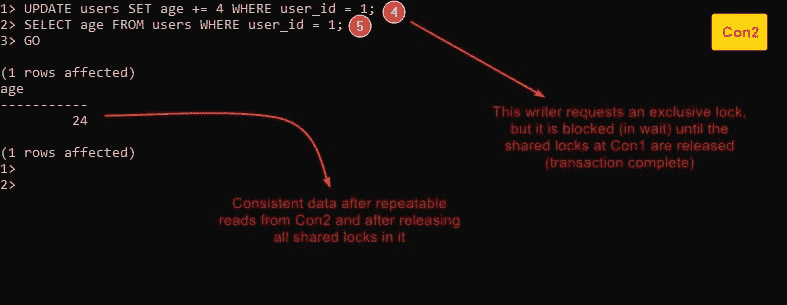 1> UPDATE users SET age += 4 WHERE user_id = 1; 4
2> SELECT age FROM users WHERE user_id = 1; 5
3> GO
Con2
(1 rows affected)
age
-----------
24
(1 rows affected)
1>
2>
This writer requests an exclusive lock,
but it is blocked (in wait) until the
shared locks at Con1 are released
(transaction complete)
Consistent data after repeatable
reads from Con2 and after releasing
all shared locks in it